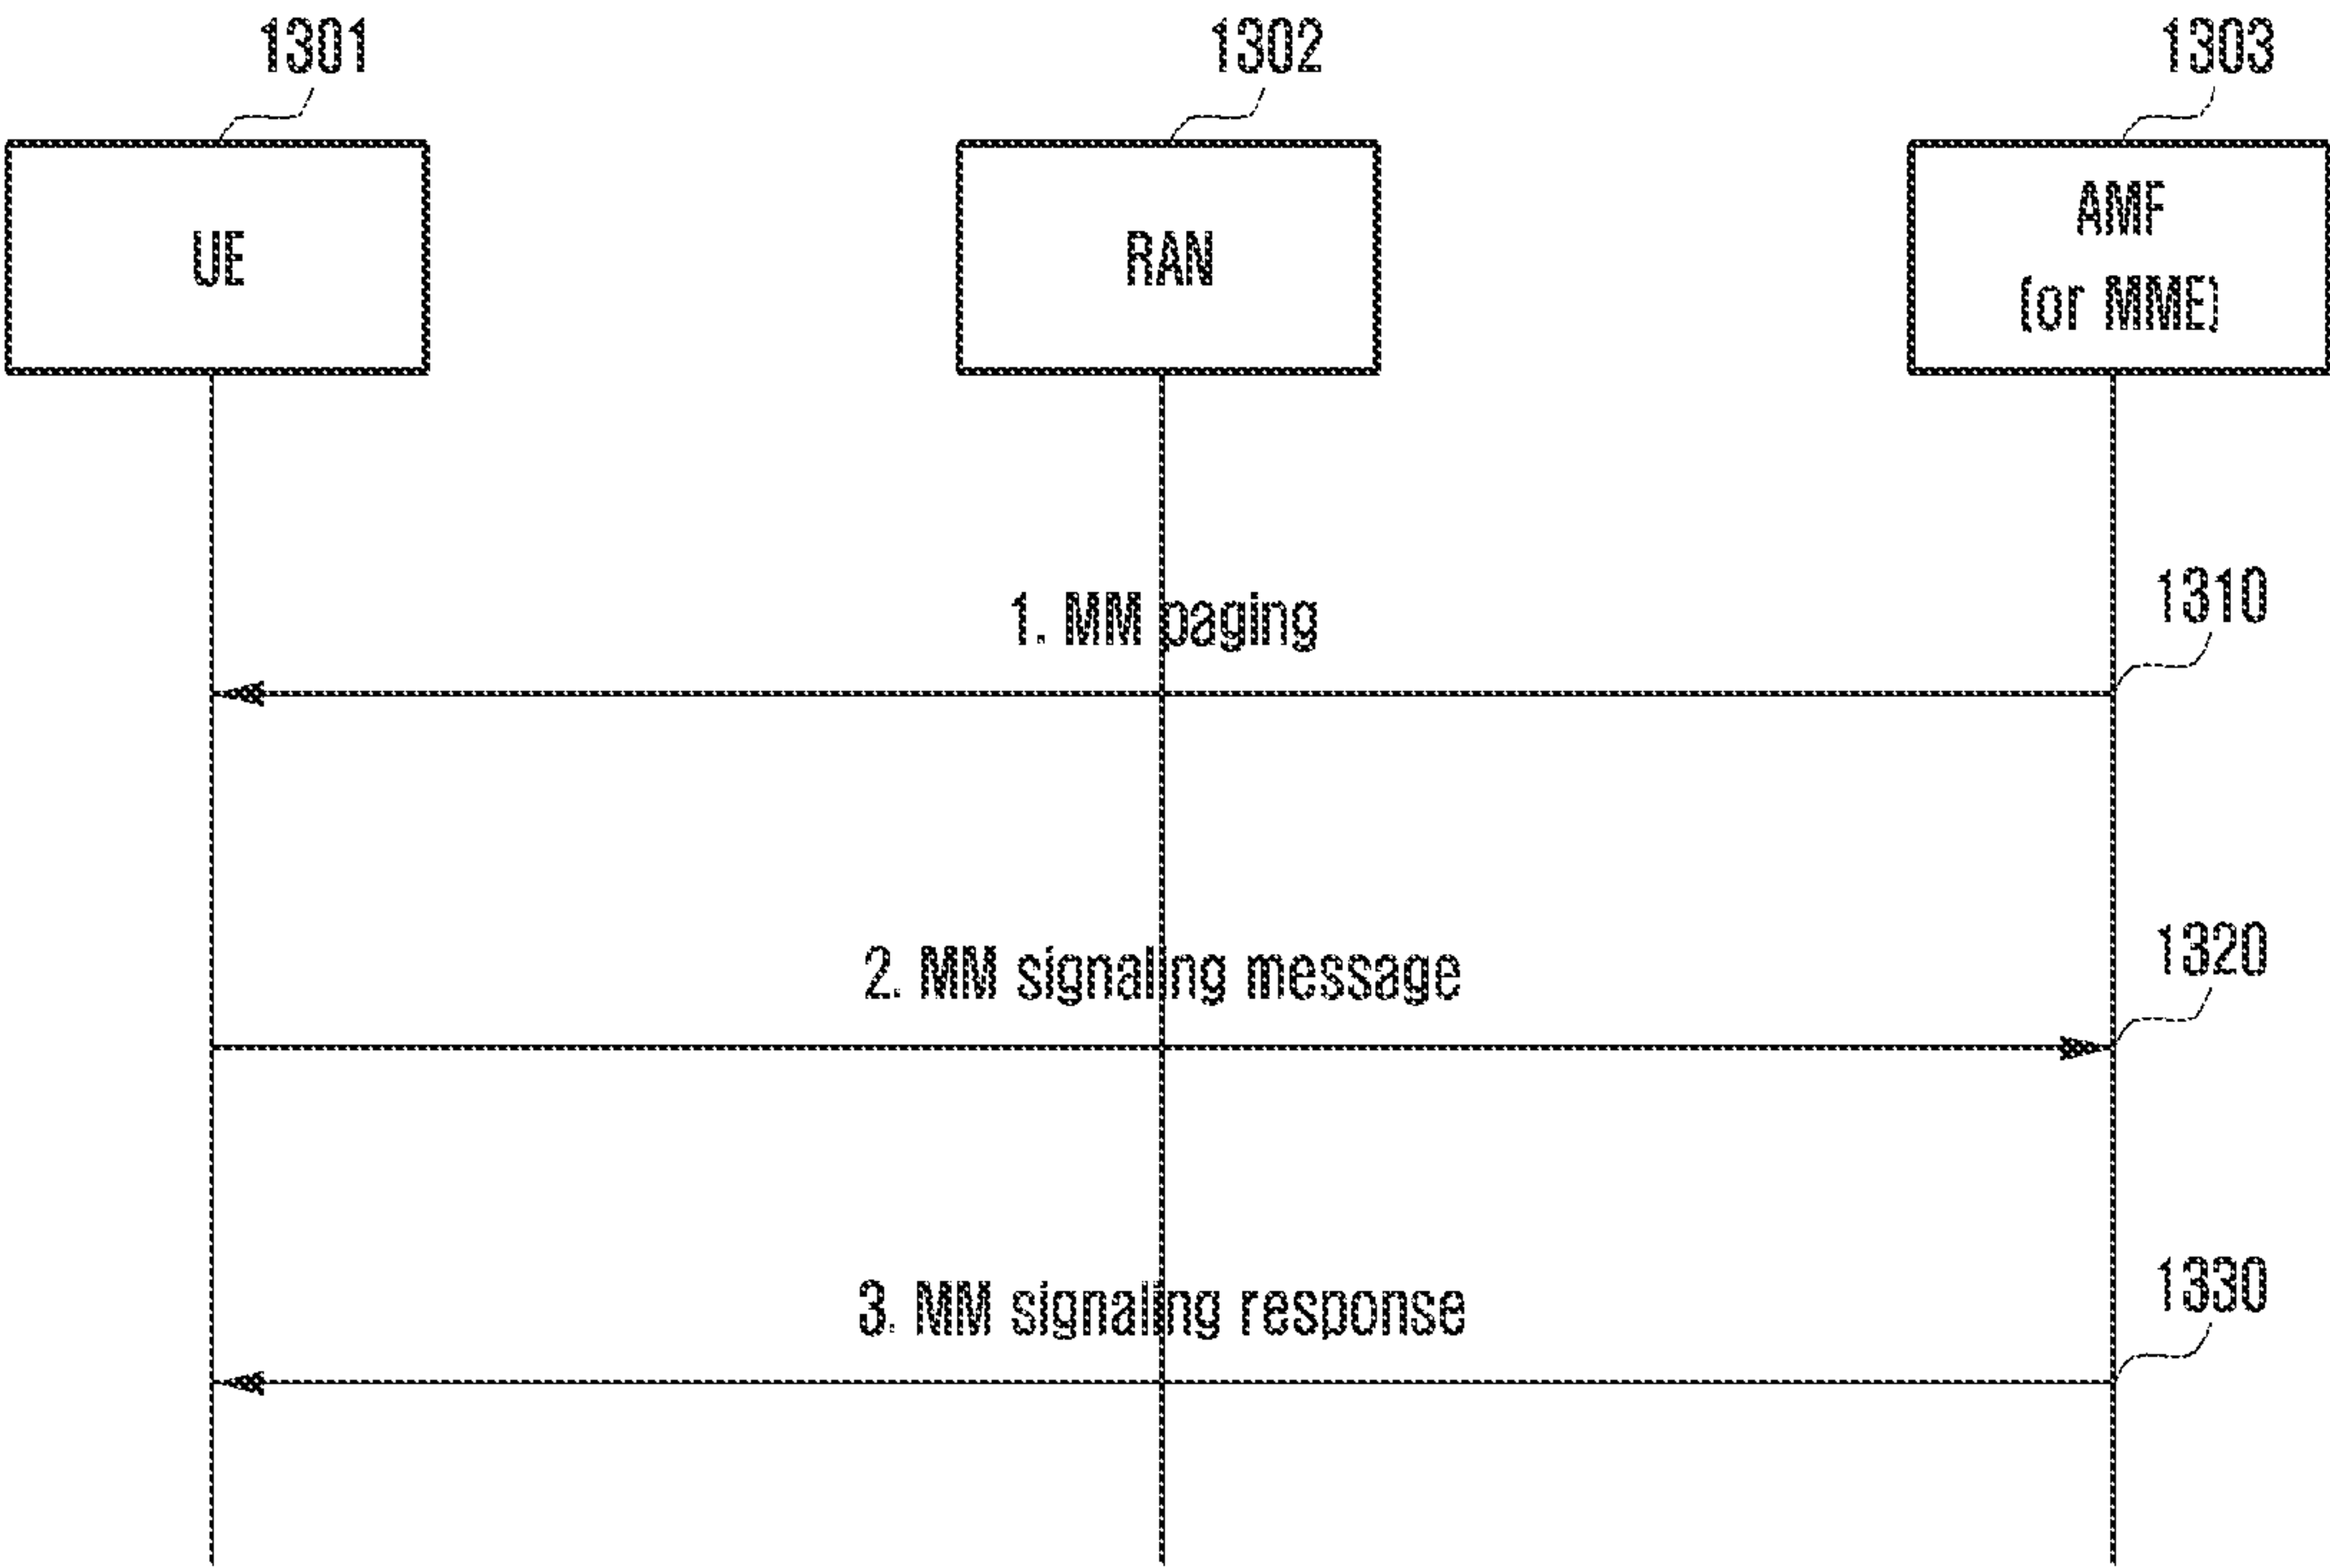 1301
1302
1303
UE
RAN
AMF
(or MME)
1. MM paging
1310
2. MM signaling message
1320
3. MM signaling response
1330